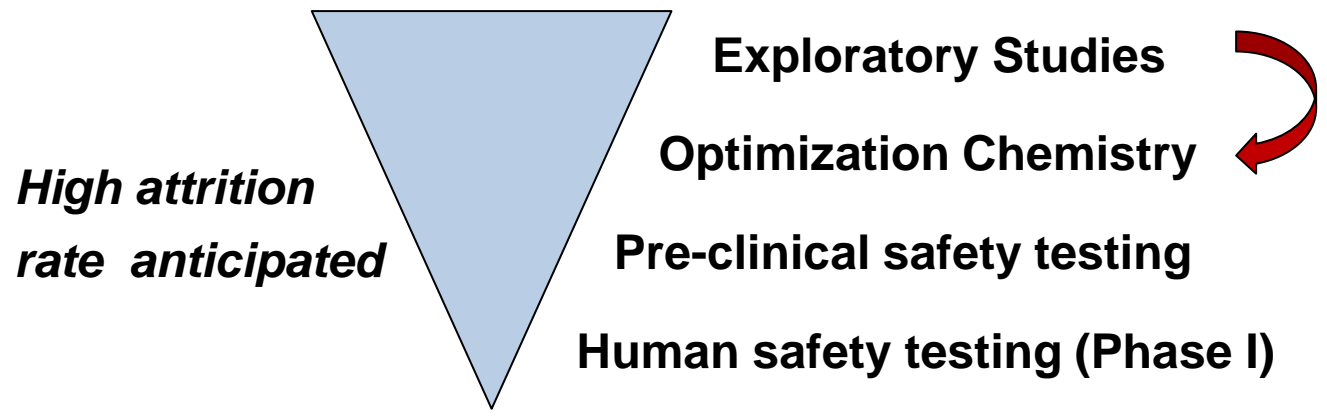 Exploratory Studies
Optimization Chemistry
High attrition
rate anticipated
Pre-clinical safety testing
Human safety testing (Phase I)